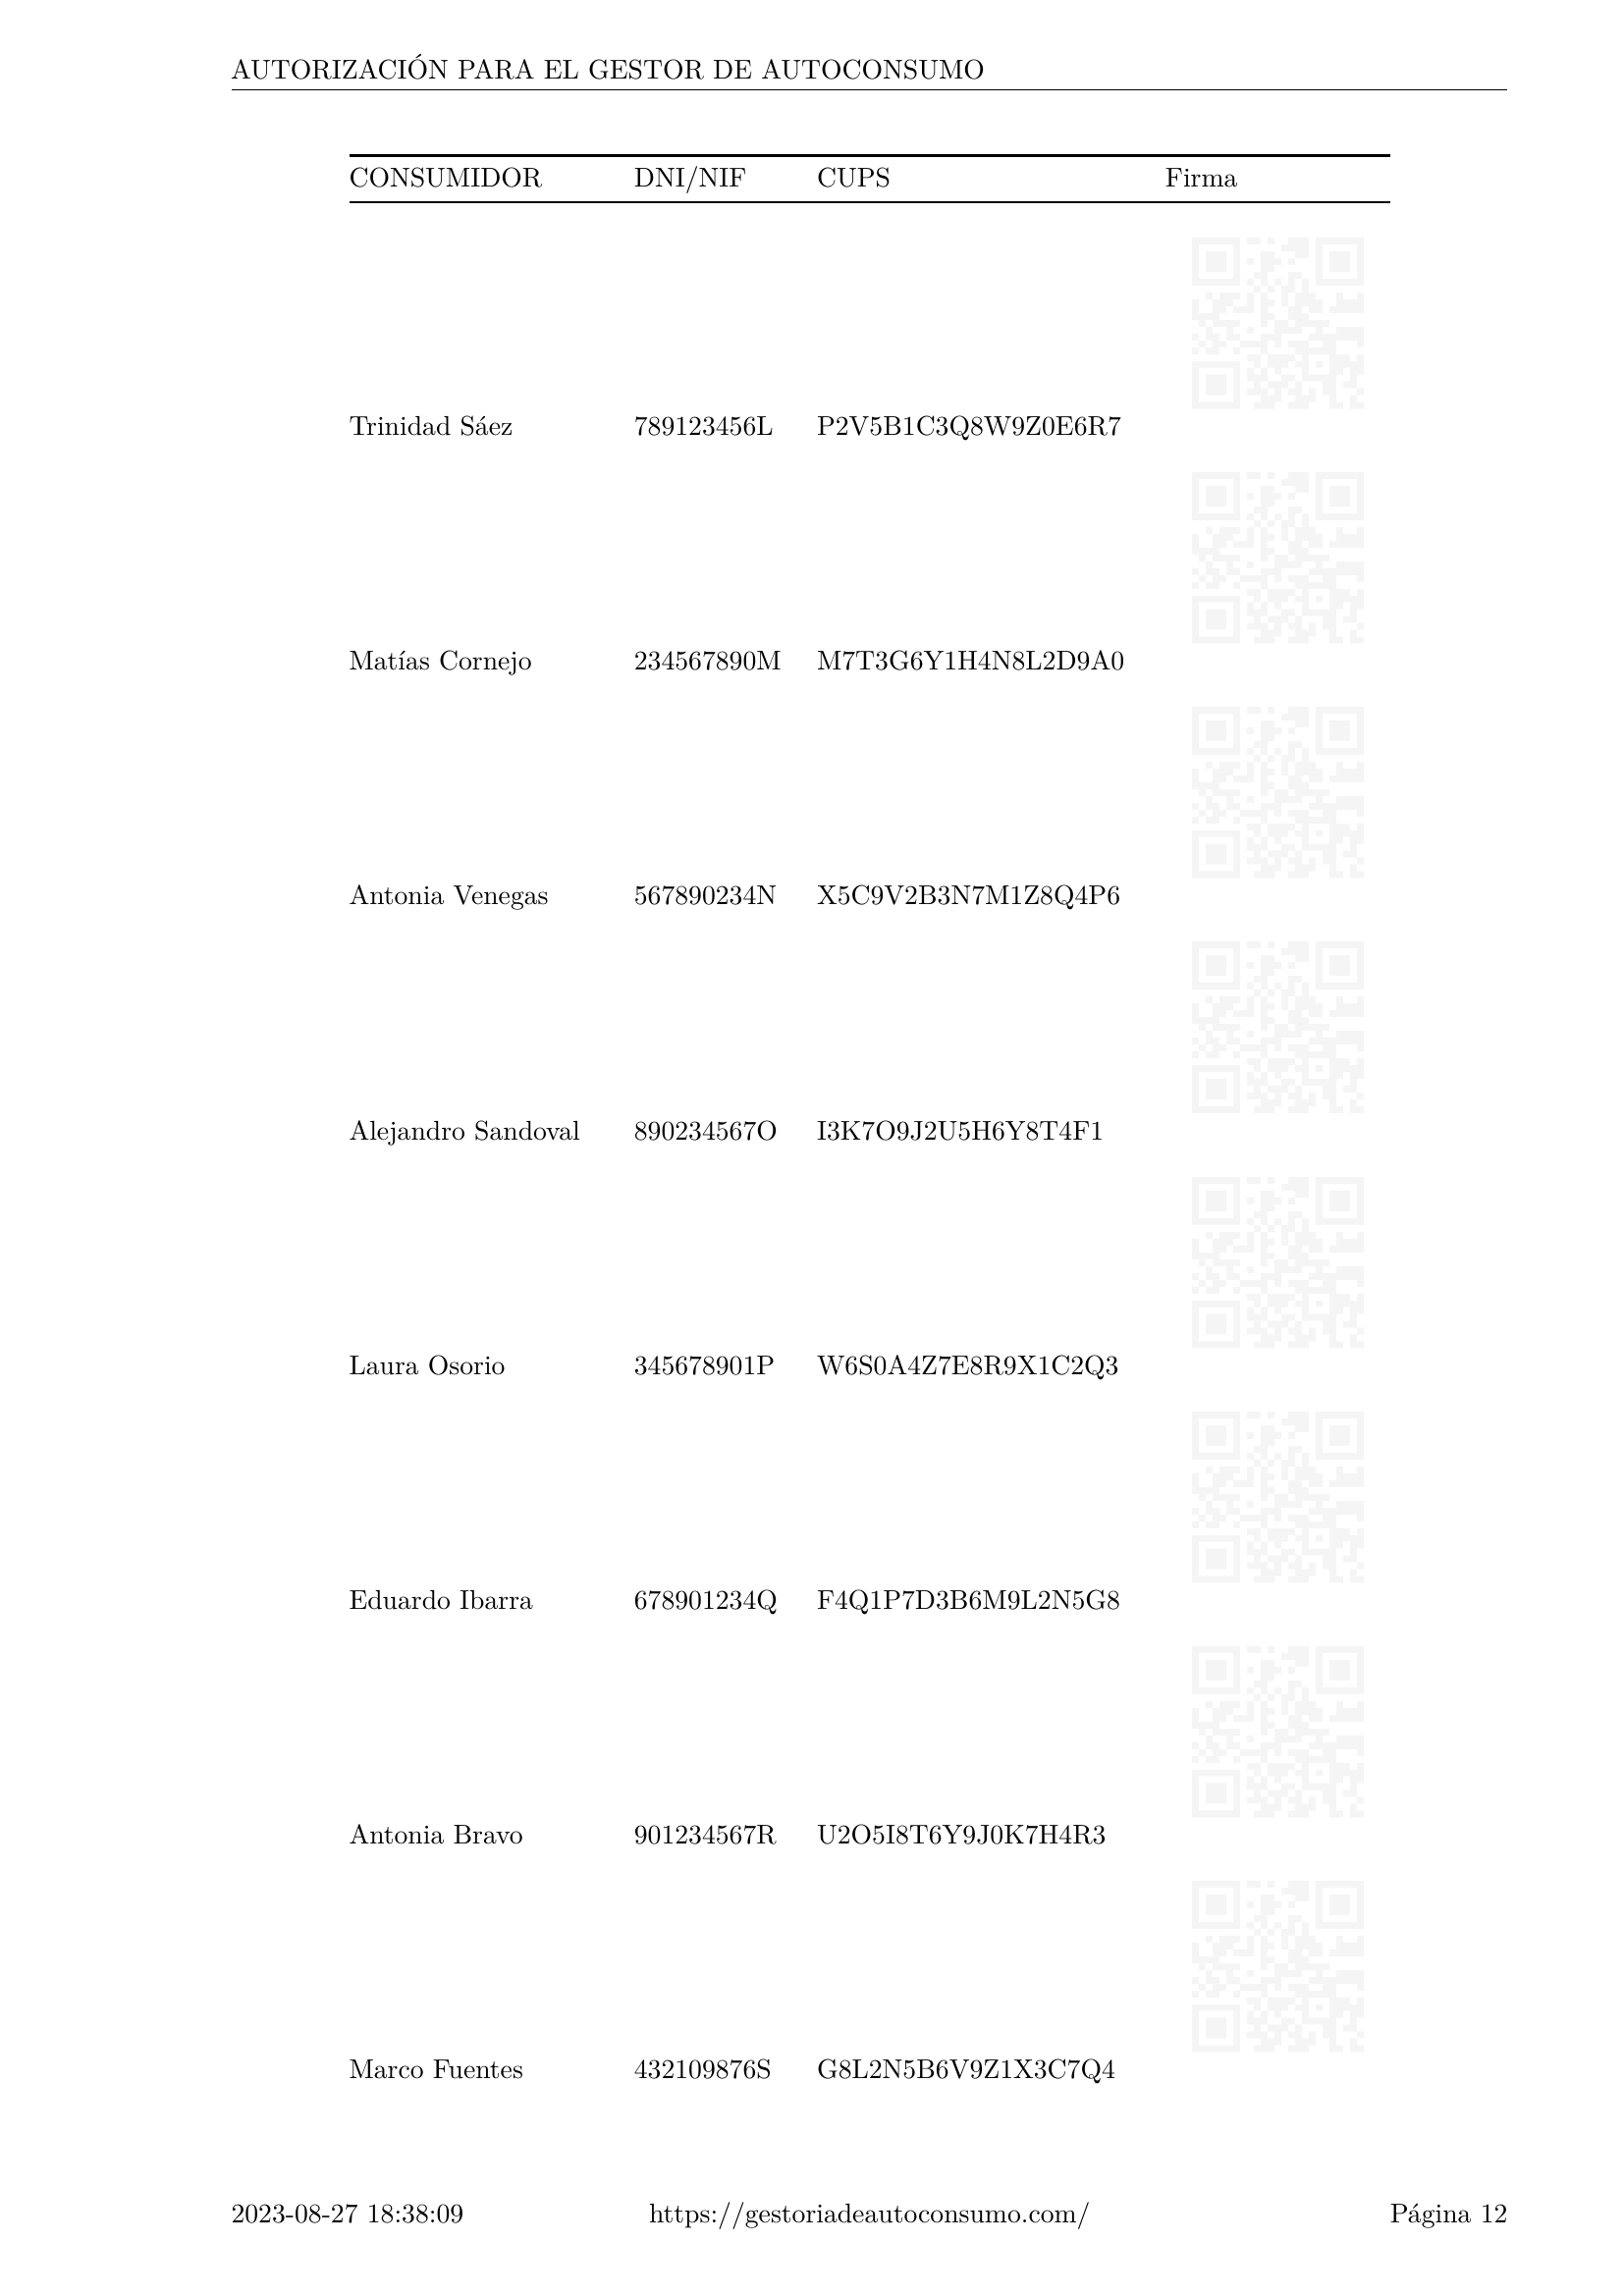 AUTORIZACIÓN PARA EL GESTOR DE AUTOCONSUMO
CONSUMIDOR DNI/NIF CUPS Firma
Trinidad Sáez 789123456L P2V5B1C3Q8W9Z0E6R7
Matías Cornejo 234567890M M7T3G6Y1H4N8L2D9A0
Antonia Venegas 567890234N X5C9V2B3N7M1Z8Q4P6
Alejandro Sandoval 890234567O I3K7O9J2U5H6Y8T4F1
Laura Osorio 345678901P W6S0A4Z7E8R9X1C2Q3
Eduardo Ibarra 678901234Q F4Q1P7D3B6M9L2N5G8
Antonia Bravo 901234567R U2O5I8T6Y9J0K7H4R3
Marco Fuentes 432109876S G8L2N5B6V9Z1X3C7Q4
2023-08-27 18:38:09 https://gestoriadeautoconsumo.com/ Página 12